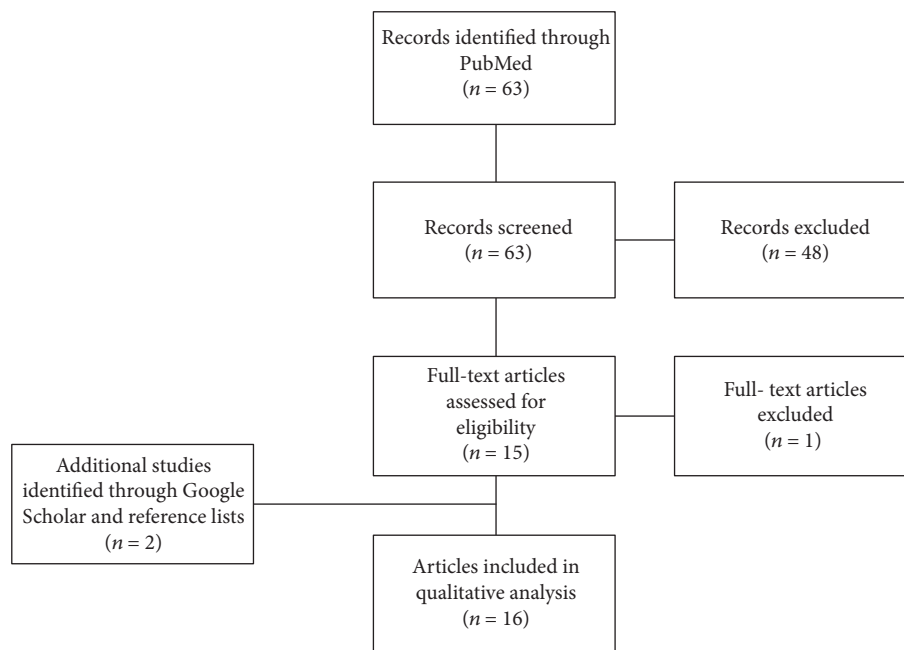 Records identified through
PubMed
(n = 63)
Records screened
(n = 63)
Records excluded
(n = 48)
Full-text articles
assessed for
eligibility
(n = 15)
Full- text articles
excluded
(n = 1)
Additional studies
identified through Google
Scholar and reference lists
(n = 2)
Articles included in
qualitative analysis
(n = 16)